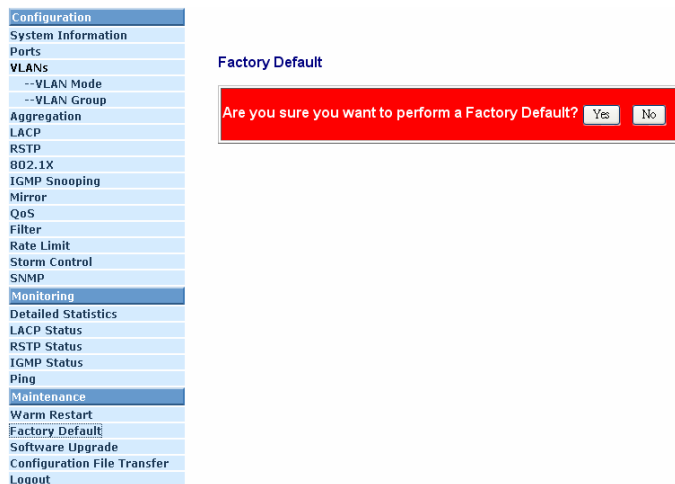 Configuration
System Information
Ports
VLANs
--VLAN Mode
--VLAN Group
Aggregation
LACP
RSTP
802.1X
IGMP Snooping
Mirror
QoS
Filter
Rate Limit
Storm Control
SNMP
Monitoring
Detailed Statistics
LACP Status
RSTP Status
IGMP Status
Ping
Maintenance
Warm Restart
Factory Default
Software Upgrade
Configuration File Transfer
Logout
Factory Default
Are you sure you want to perform a Factory Default? Yes No